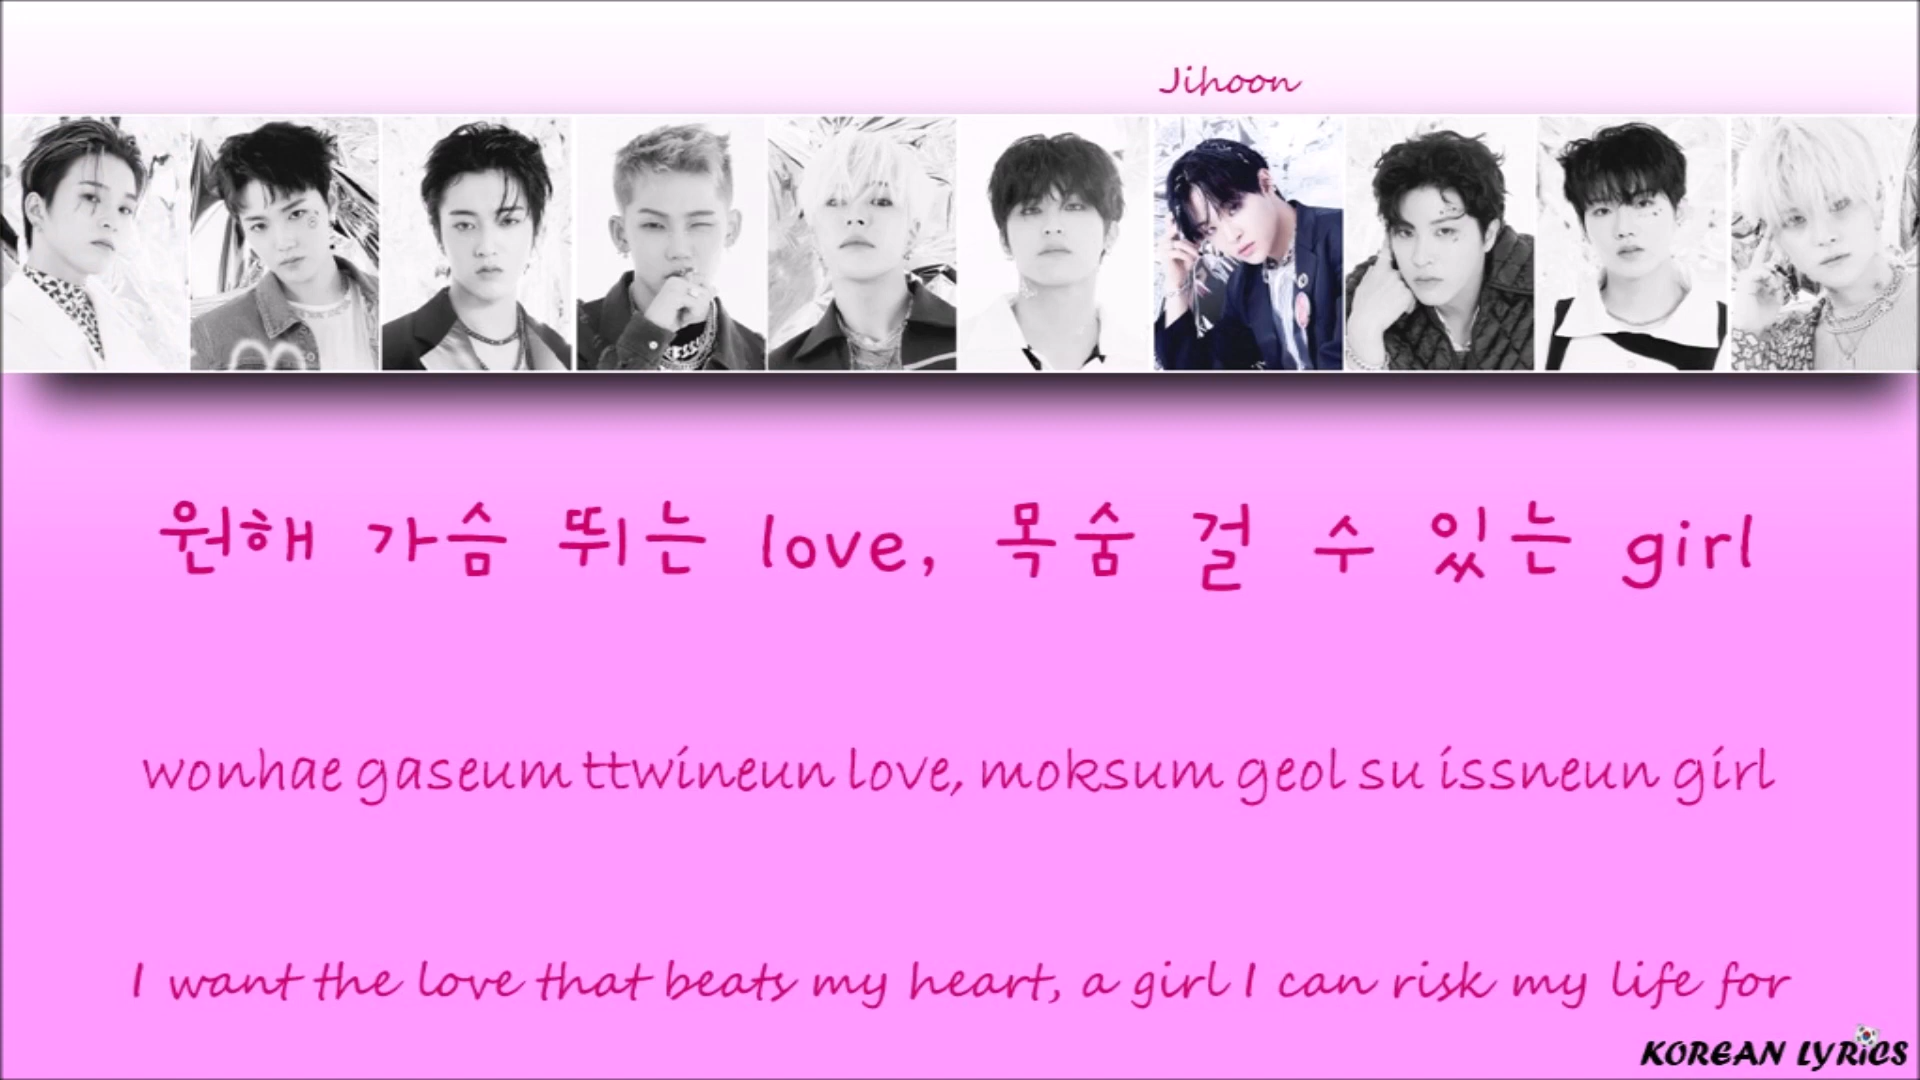 Jihoon
원해 가슴 뛰는 love, 목숨 걸 수 있는 girl
wonhae gaseum ttwineun love, moksum geol su issneun girl
I want the love that beats my heart, a girl I can risk my life for
KOREAN LYRICS